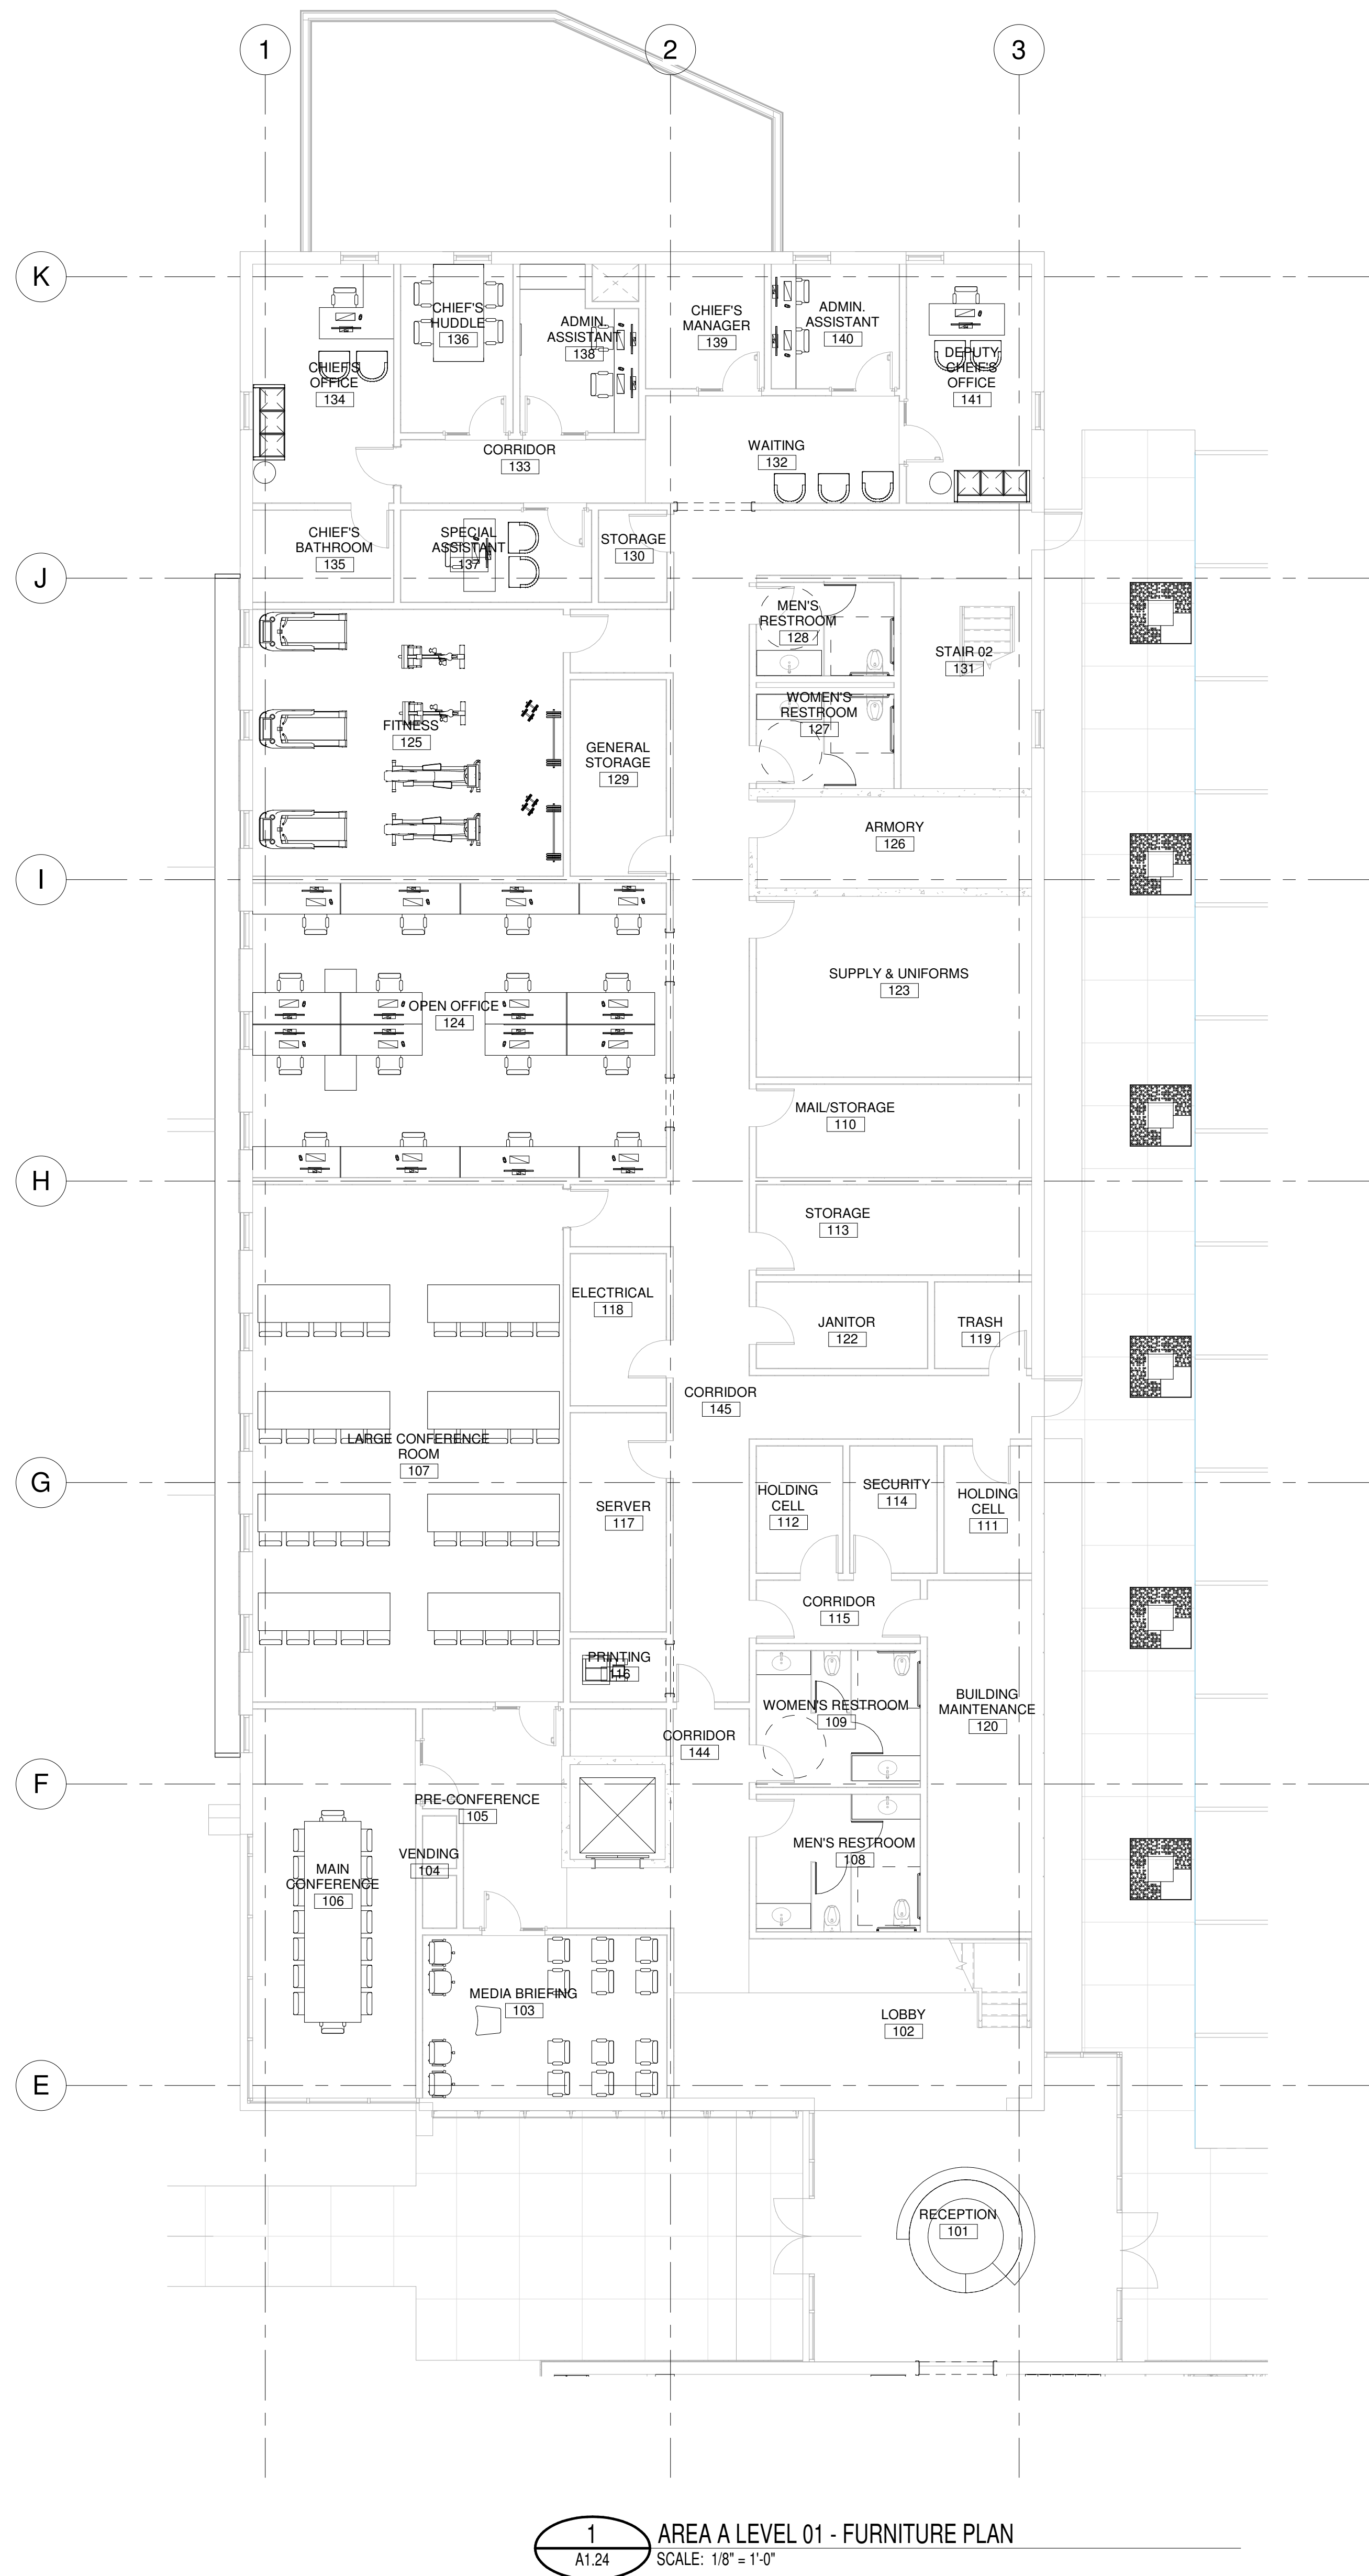 1
2
3
K
CHIEF'S
HUDDLE
136
ADMIN.
ASSISTANT
138
CHIEF'S
MANAGER
139
ADMIN.
ASSISTANT
140
CHIEF'S
OFFICE
134
DEPUTY
CHEIF'S
OFFICE
141
CORRIDOR
133
WAITING
132
CHIEF'S
BATHROOM
135
SPECIAL
ASSISTANT
137
STORAGE
130
J
MEN'S
RESTROOM
128
STAIR 02
131
WOMEN'S
RESTROOM
127
FITNESS
125
GENERAL
STORAGE
129
ARMORY
126
I
SUPPLY & UNIFORMS
123
OPEN OFFICE
124
MAIL/STORAGE
110
H
STORAGE
113
ELECTRICAL
118
JANITOR
122
TRASH
119
CORRIDOR
145
LARGE CONFERENCE
ROOM
107
G
HOLDING
CELL
112
SECURITY
114
HOLDING
CELL
111
SERVER
117
CORRIDOR
115
PRINTING
116
WOMEN'S RESTROOM
109
BUILDING
MAINTENANCE
120
CORRIDOR
144
F
PRE-CONFERENCE
105
VENDING
104
MEN'S RESTROOM
108
MAIN
CONFERENCE
106
MEDIA BRIEFING
103
LOBBY
102
E
RECEPTION
101
1
A1.24
AREA A LEVEL 01 - FURNITURE PLAN
SCALE: 1/8" = 1'-0"